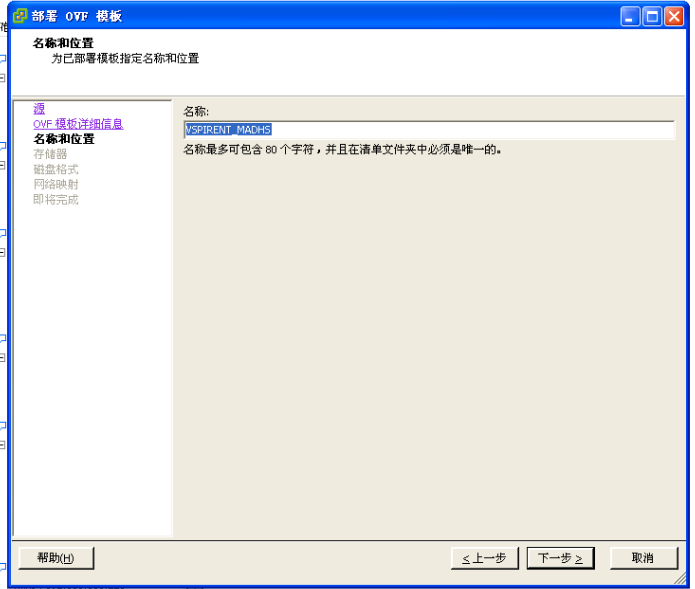 部署 OVF 模板
名称和位置
为已部署模板指定名称和位置
源
OVF 模板详细信息
名称和位置
存储器
磁盘格式
网络映射
即将完成
名称:
VSPIRENT_MADHS
名称最多可包含 80 个字符，并且在清单文件夹中必须是唯一的。
帮助(H)
≤上一步
下一步 ≥
取消